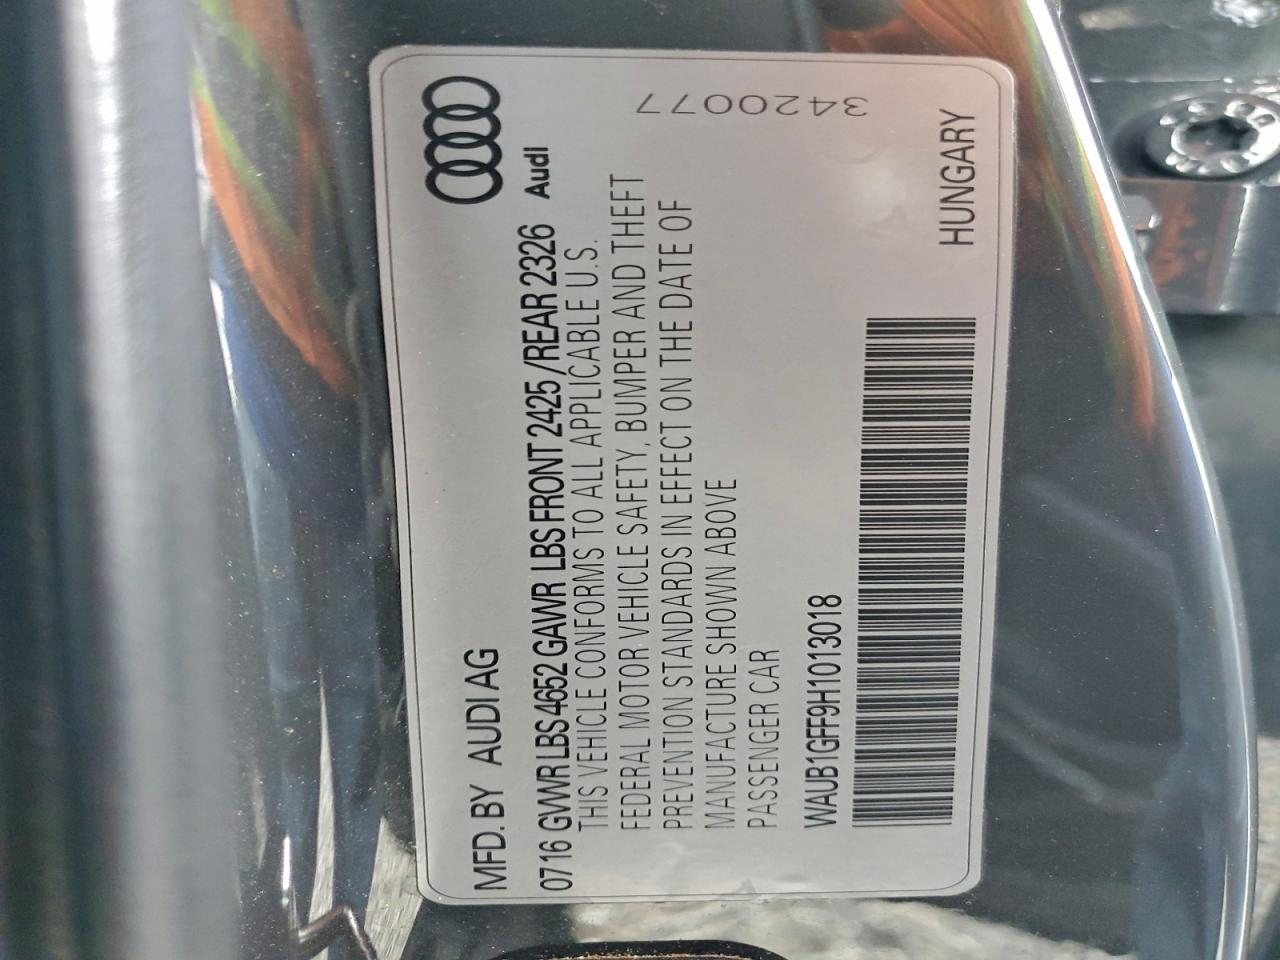 MFD. BY AUDI AG
0716 GVWR LBS 4652 GAWR LBS FRONT 2425 /REAR 2326
Audi
THIS VEHICLE CONFORMS TO ALL APPLICABLE U.S.
FEDERAL MOTOR VEHICLE SAFETY, BUMPER AND THEFT
PREVENTION STANDARDS IN EFFECT ON THE DATE OF
MANUFACTURE SHOWN ABOVE
PASSENGER CAR
3420077
WAUB1GFF9H1013018
HUNGARY